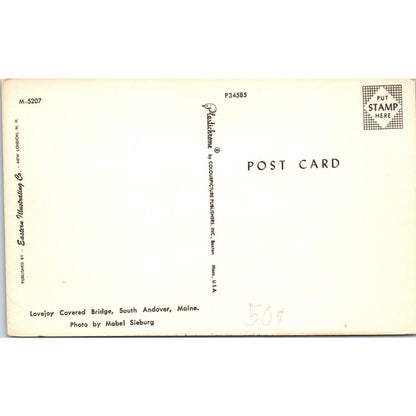 M-5207
P34585
PUT
STAMP
HERE
PUBLISHED BY - Eastern Illustrating Co. - NEW LONDON, N. H.
Plastichrome ® by COLOURPICTURE PUBLISHERS, INC., Boston Mass., U.S.A.
POST CARD
Lovejoy Covered Bridge, South Andover, Maine.
Photo by Mabel Sieburg
50¢